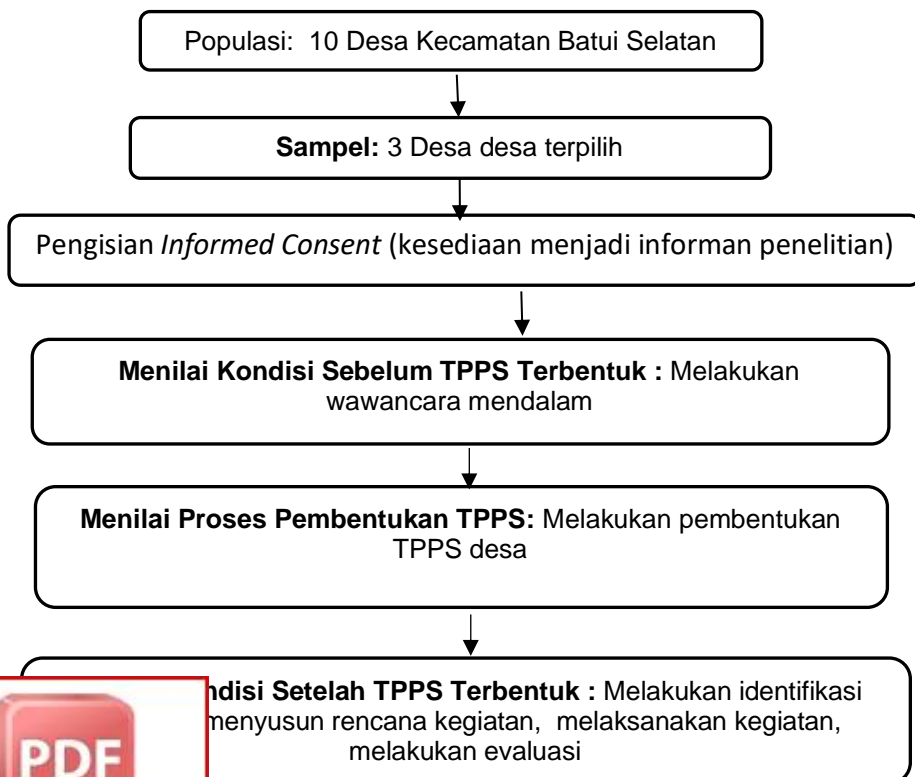 Populasi: 10 Desa Kecamatan Batui Selatan
Sampel: 3 Desa desa terpilih
Pengisian Informed Consent (kesediaan menjadi informan penelitian)
Menilai Kondisi Sebelum TPPS Terbentuk : Melakukan
wawancara mendalam
Menilai Proses Pembentukan TPPS: Melakukan pembentukan
TPPS desa
Setelah TPPS Terbentuk : Melakukan identifikasi
menyusun rencana kegiatan, melaksanakan kegiatan,
melakukan evaluasi
PDF